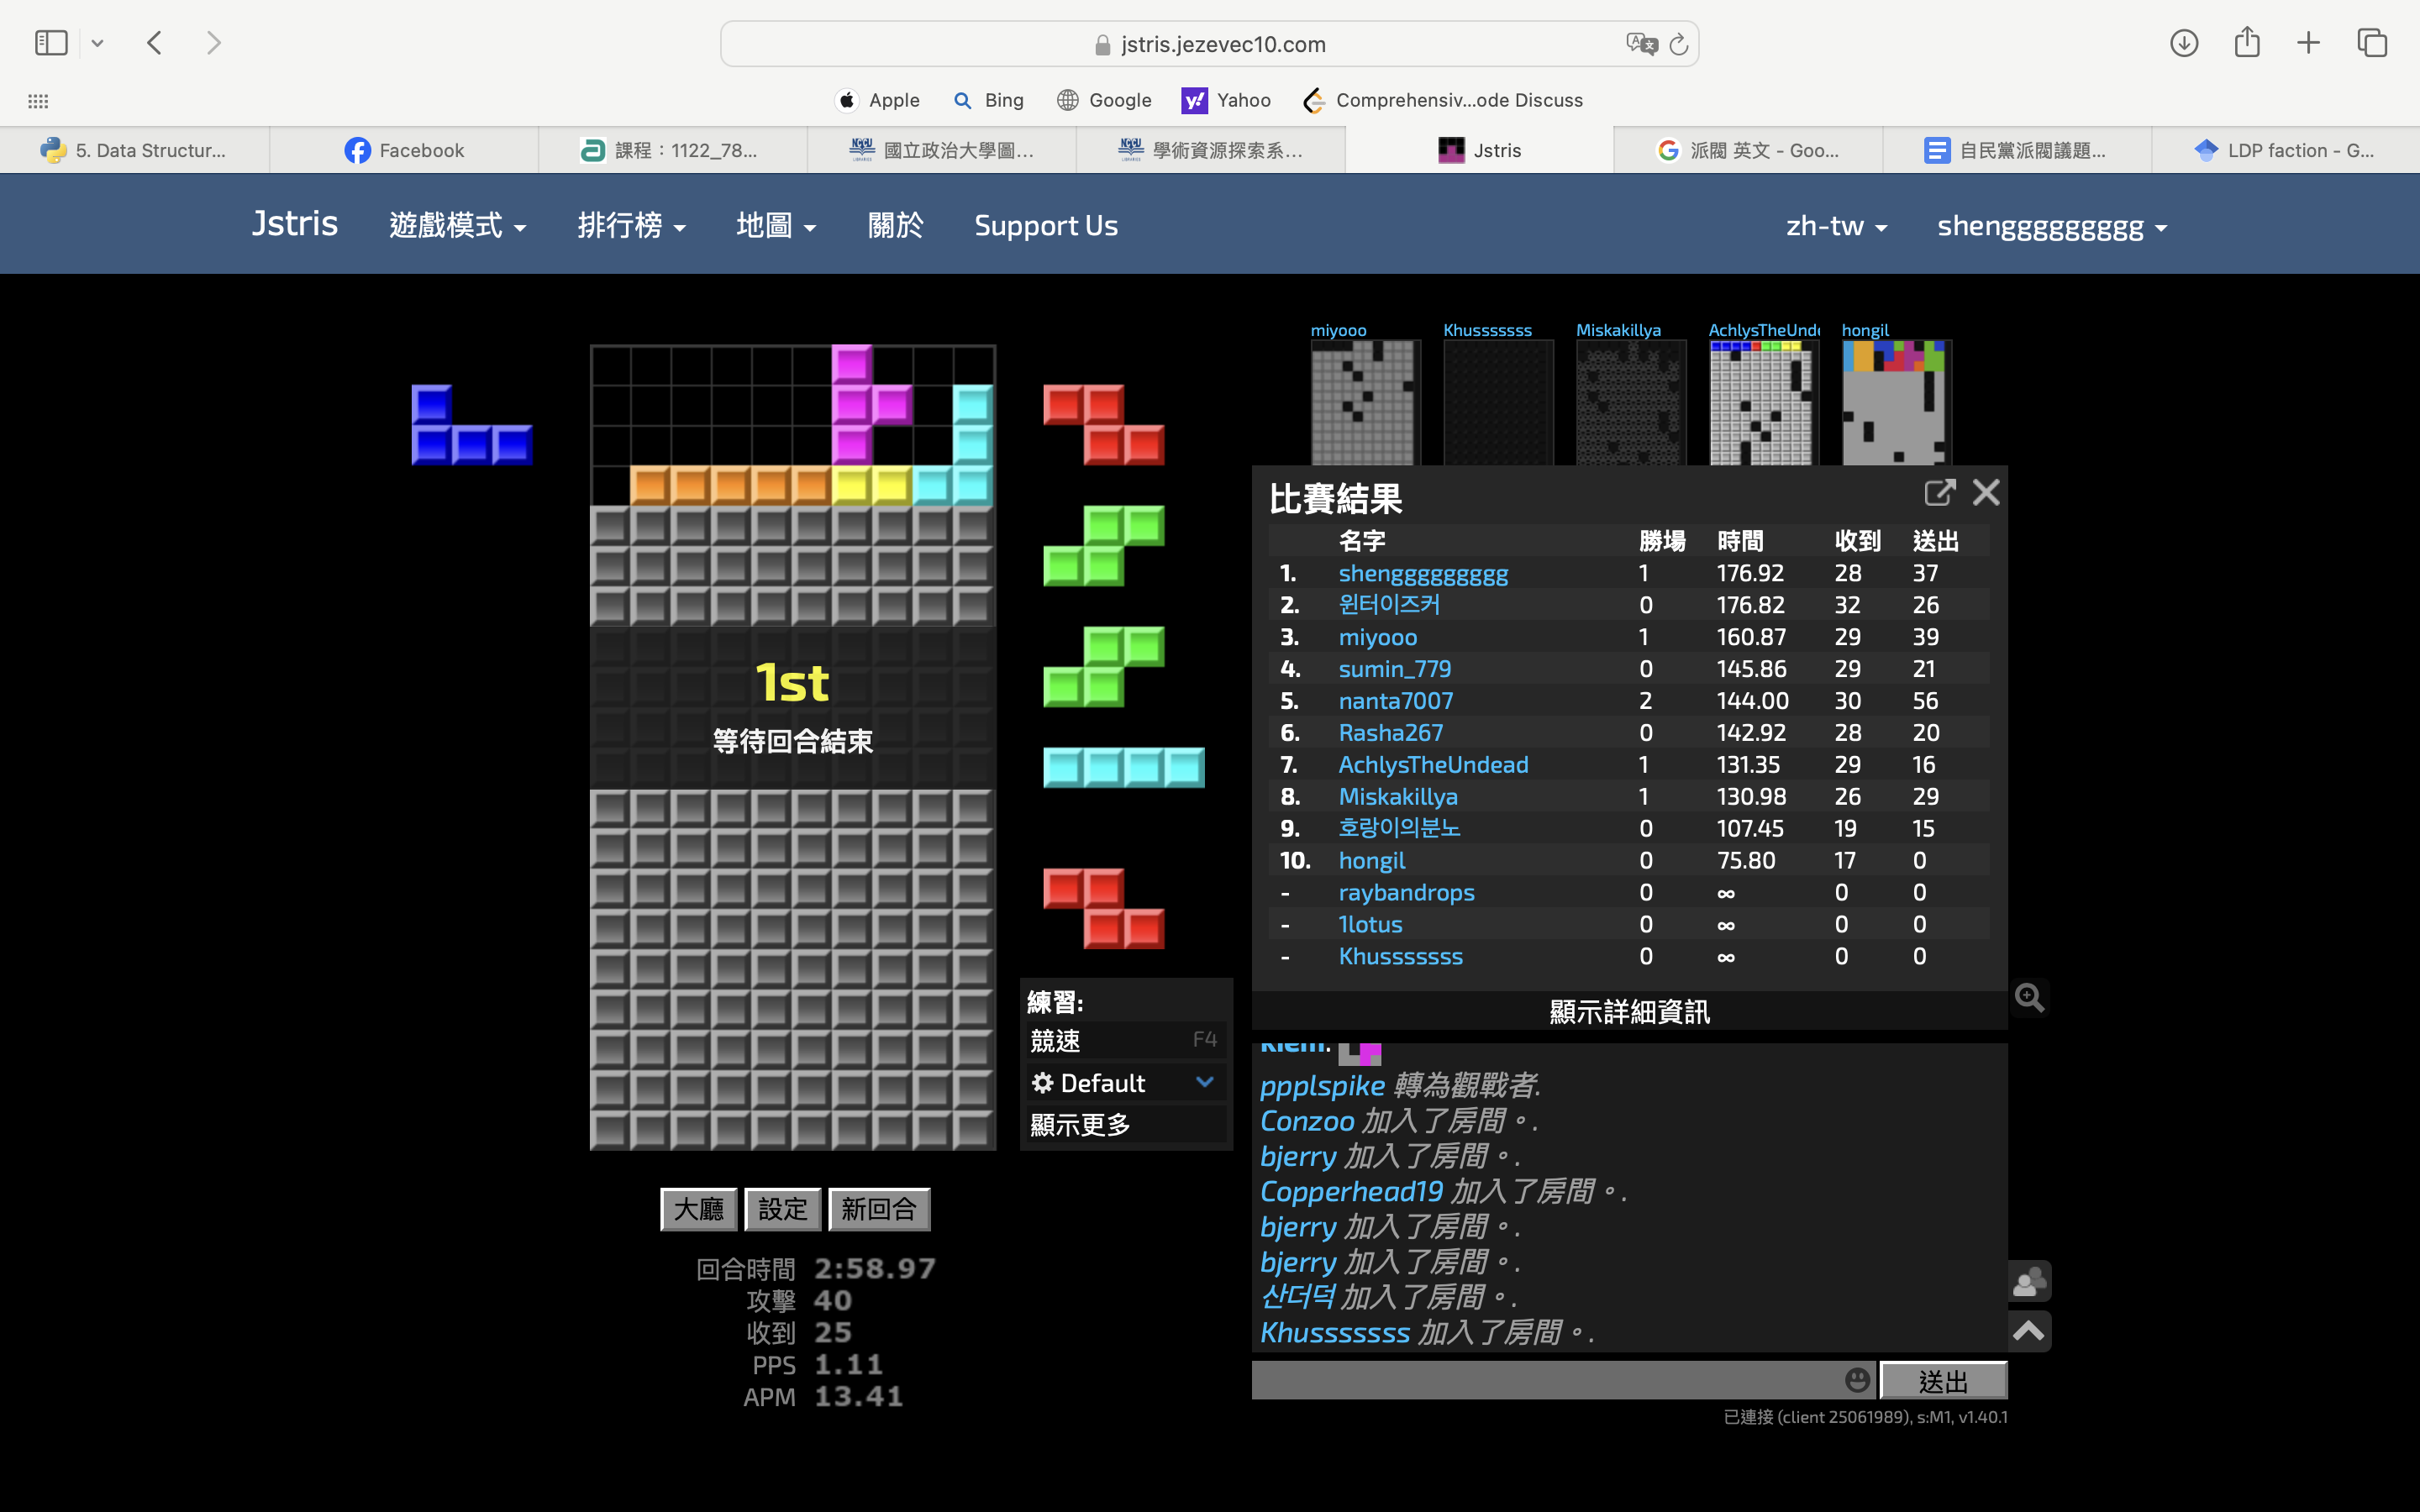 jstris.jezevec10.com
Apple Bing Google Yahoo Comprehensiv...ode Discuss
5. Data Structur... Facebook 課程：1122_78... 國立政治大學圖... 學術資源探索系... Jstris 派閥 英文 - Goo... 自民黨派閥議題... LDP faction - G...
Jstris 遊戲模式 排行榜 地圖 關於 Support Us zh-tw shenggggggggg
miyooo Khusssssss Miskakillya AchlysTheUnde hongil
比賽結果
名字 勝場 時間 收到 送出
1. shenggggggggg 1 176.92 28 37
2. 윈터이즈커 0 176.82 32 26
3. miyooo 1 160.87 29 39
4. sumin_779 0 145.86 29 21
5. nanta7007 2 144.00 30 56
6. Rasha267 0 142.92 28 20
7. AchlysTheUndead 1 131.35 29 16
8. Miskakillya 1 130.98 26 29
9. 호랑이의분노 0 107.45 19 15
10. hongil 0 75.80 17 0
- raybandrops 0 ∞ 0 0
- 1lotus 0 ∞ 0 0
- Khusssssss 0 ∞ 0 0
顯示詳細資訊
1st
等待回合結束
練習:
競速 F4
Default
顯示更多
大廳 設定 新回合
回合時間 2:58.97
攻擊 40
收到 25
PPS 1.11
APM 13.41
ppplspike 轉為觀戰者.
Conzoo 加入了房間。.
bjerry 加入了房間。.
Copperhead19 加入了房間。.
bjerry 加入了房間。.
bjerry 加入了房間。.
산더덕 加入了房間。.
Khusssssss 加入了房間。.
送出
已連接 (client 25061989), s:M1, v1.40.1